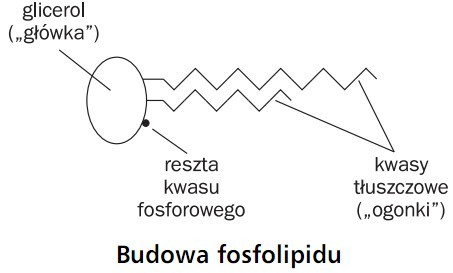 glicerol
(„główka”)
reszta
kwasu
fosforowego
kwasy
tłuszczowe
(„ogonki”)
Budowa fosfolipidu